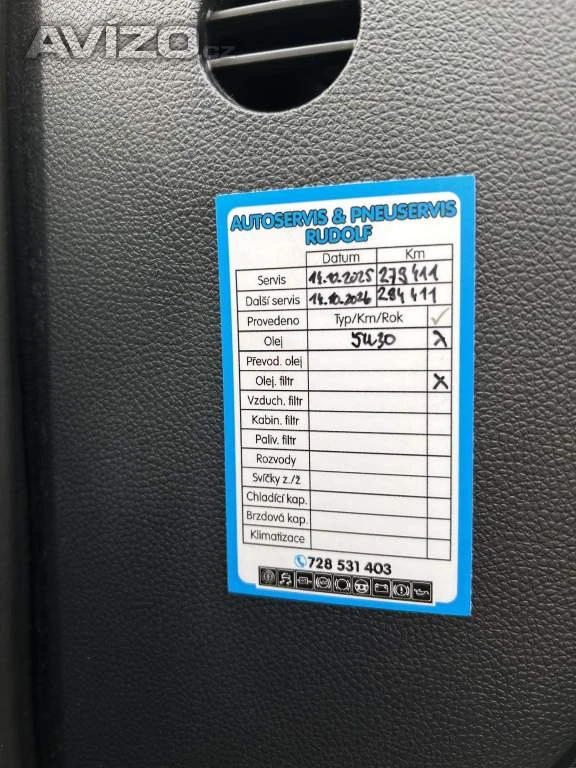 AVÍZO.cz
AUTOSERVIS & PNEUSERVIS
RUDOLF
Datum Km
Servis 14.10.2025 279 411
Další servis 14.10.2026 294 411
Provedeno Typ/Km/Rok ✓
Olej 5W30 X
Převod. olej
Olej. filtr X
Vzduch. filtr
Kabin. filtr
Paliv. filtr
Rozvody
Svíčky z./ž
Chladící kap.
Brzdová kap.
Klimatizace
728 531 403